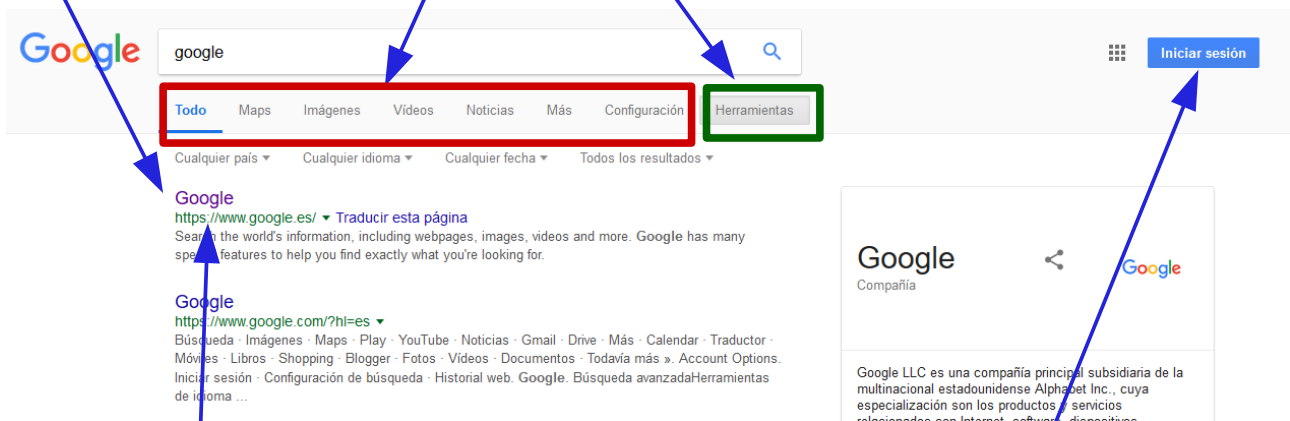 Google
google
Iniciar sesión
Todo Maps Imágenes Vídeos Noticias Más Configuración Herramientas
Cualquier país Cualquier idioma Cualquier fecha Todos los resultados
Google
https://www.google.es/ Traducir esta página
Search the world's information, including webpages, images, videos and more. Google has many
special features to help you find exactly what you're looking for.
Google
https://www.google.com/?hl=es
Búsqueda · Imágenes · Maps · Play · YouTube · Noticias · Gmail · Drive · Más · Calendar · Traductor ·
Móviles · Libros · Shopping · Blogger · Fotos · Vídeos · Documentos · Todavía más ». Account Options.
Iniciar sesión · Configuración de búsqueda · Historial web. Google. Búsqueda avanzadaHerramientas
de idioma ...
Google
Compañía
Google
Google LLC es una compañía principal subsidiaria de la
multinacional estadounidense Alphabet Inc., cuya
especialización son los productos y servicios
relacionados con Internet, software, dispositivos